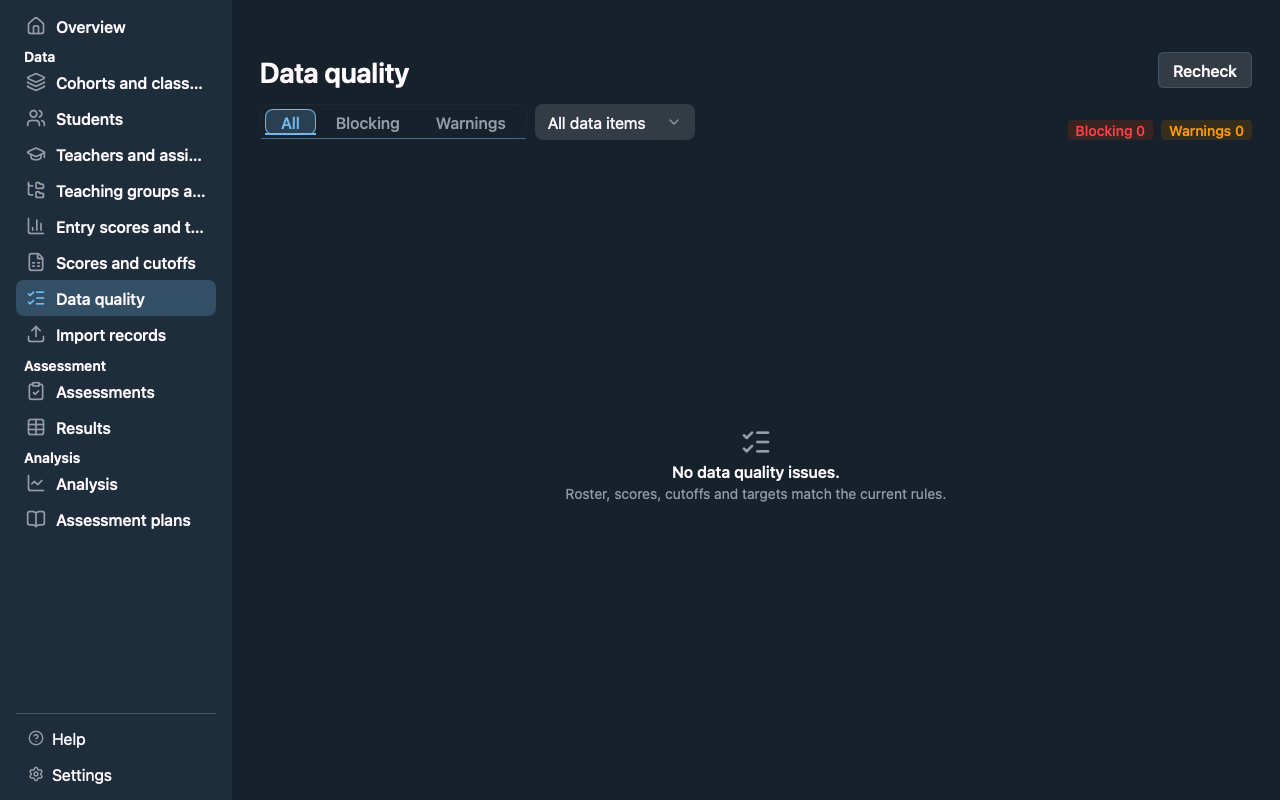 Overview
Data
Cohorts and class...
Students
Teachers and assi...
Teaching groups a...
Entry scores and t...
Scores and cutoffs
Data quality
Import records
Assessment
Assessments
Results
Analysis
Analysis
Assessment plans
Help
Settings
Data quality
Recheck
All
Blocking
Warnings
All data items
Blocking 0
Warnings 0
No data quality issues.
Roster, scores, cutoffs and targets match the current rules.